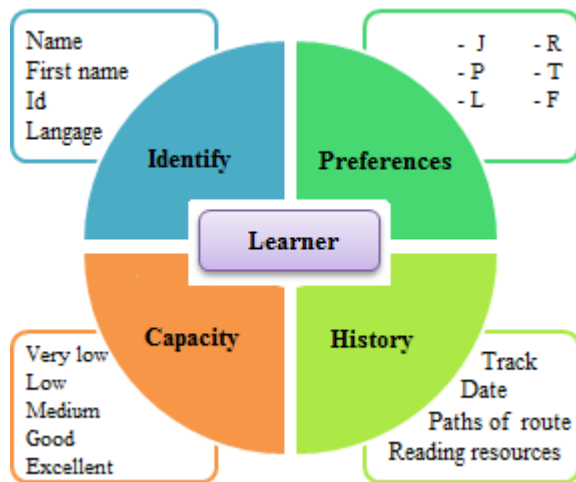 Name
First name
Id
Langage
Identify
- J - R
- P - T
- L - F
Preferences
Learner
Capacity
Very low
Low
Medium
Good
Excellent
History
Track
Date
Paths of route
Reading resources